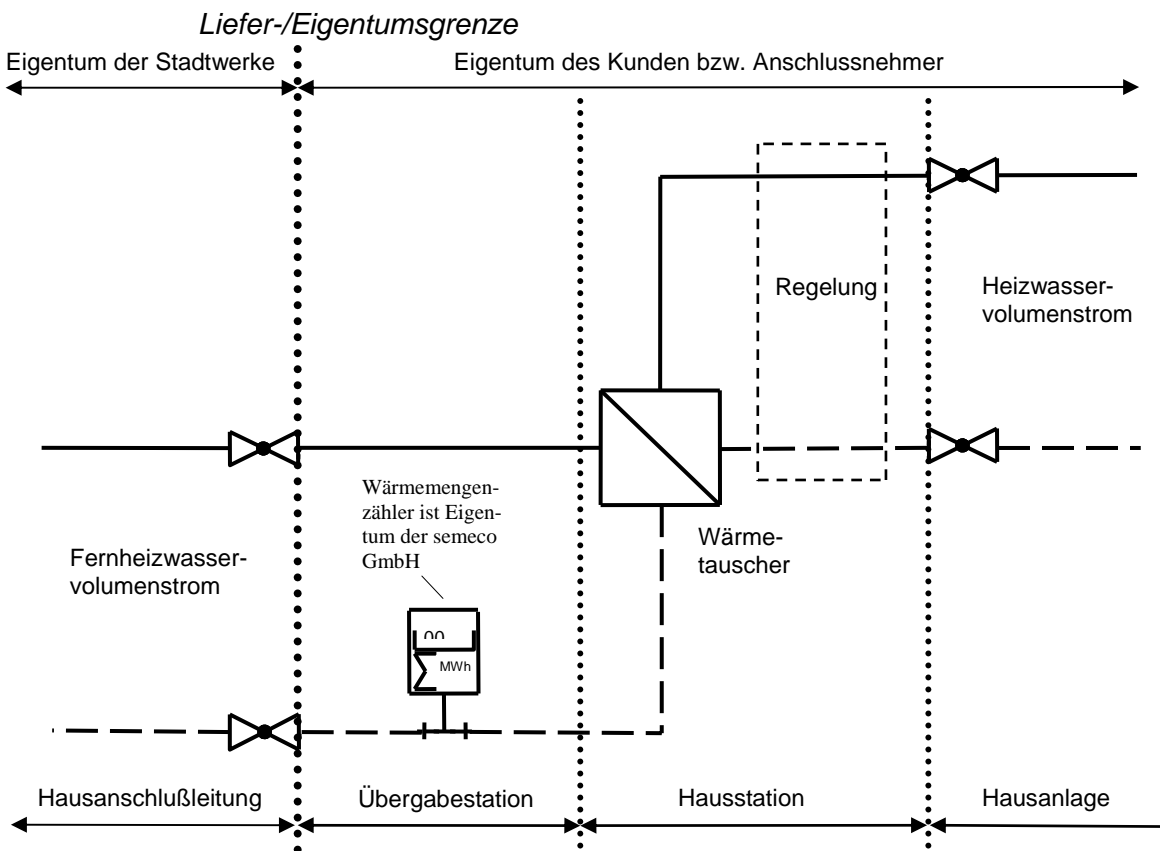 Liefer-/Eigentumsgrenze
Eigentum der Stadtwerke
Eigentum des Kunden bzw. Anschlussnehmer
Regelung
Heizwasser-
volumenstrom
Wärmemengen-
zähler ist Eigen-
tum der semeco
GmbH
Wärme-
tauscher
Fernheizwasser-
volumenstrom
00
MWh
Hausanschlußleitung
Übergabestation
Hausstation
Hausanlage